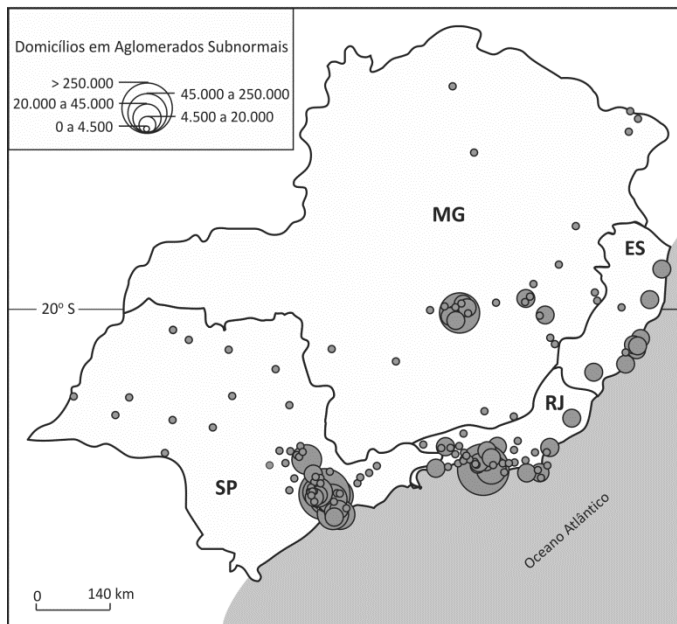 Domicílios em Aglomerados Subnormais
> 250.000
45.000 a 250.000
20.000 a 45.000
4.500 a 20.000
0 a 4.500
MG
ES
20º S
RJ
SP
Oceano Atlântico
0 140 km